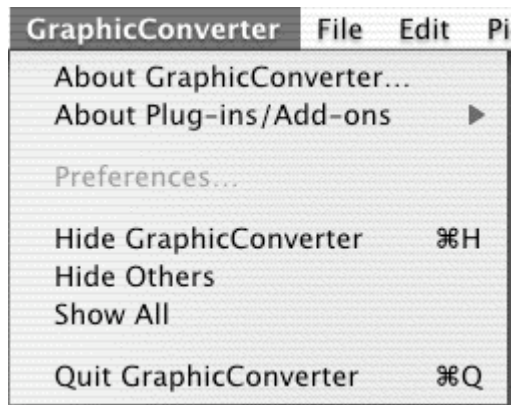 GraphicConverter File Edit Pi
About GraphicConverter...
About Plug-ins/Add-ons
Preferences...
Hide GraphicConverter ⌘H
Hide Others
Show All
Quit GraphicConverter ⌘Q